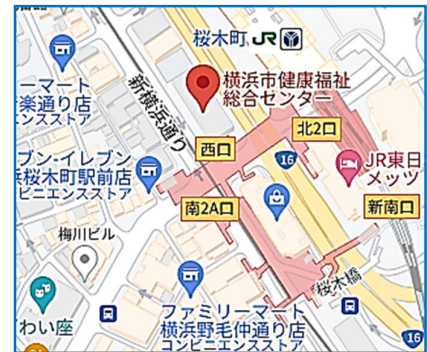 桜木町 JR
ーマート
楽通り店
エンスストア
新横浜通り
横浜市健康福祉
総合センター
北2口
西口
16
ブン-イレブン
桜木町駅前店
ビニエンスストア
JR東日
メッツ
南2A口
新南口
梅川ビル
桜木橋
ファミリーマート
横浜野毛仲通り店
コンビニエンスストア
わい座
16